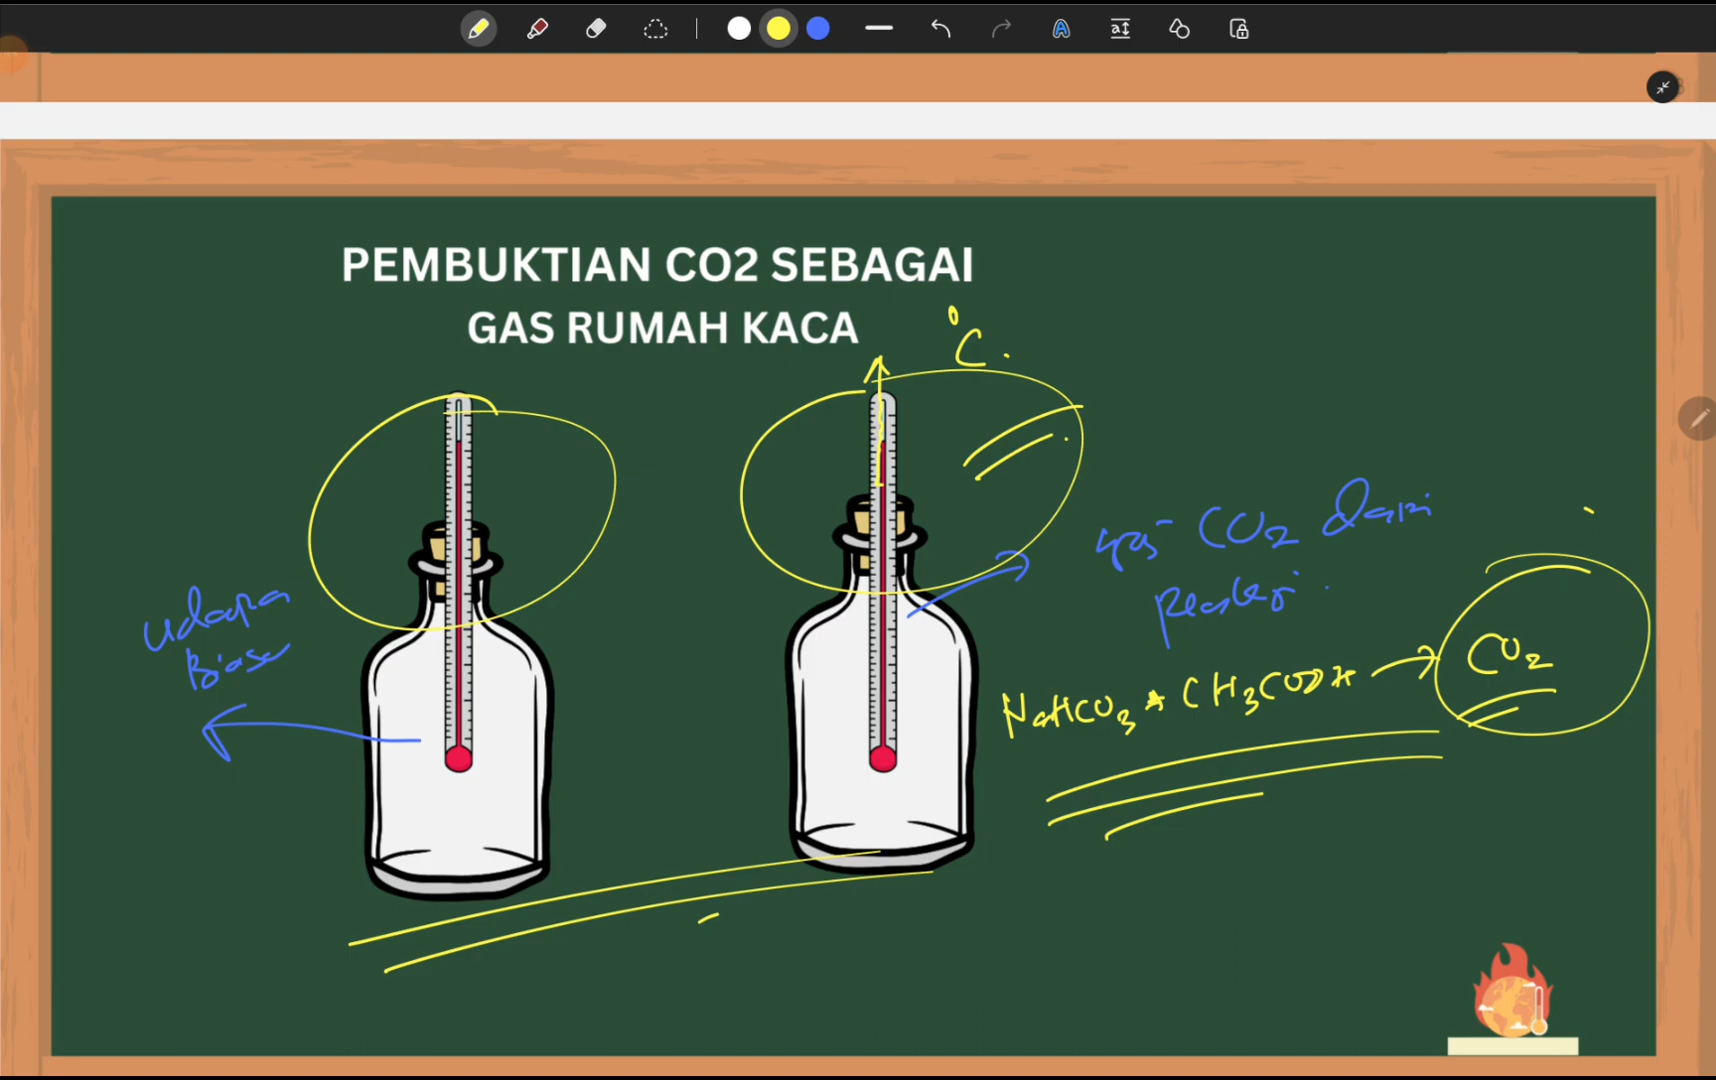 PEMBUKTIAN CO2 SEBAGAI
GAS RUMAH KACA
°C.
gas CO2 dari
reaksi.
udara
Biasa
NaHCO3 + CH3COOH → CO2